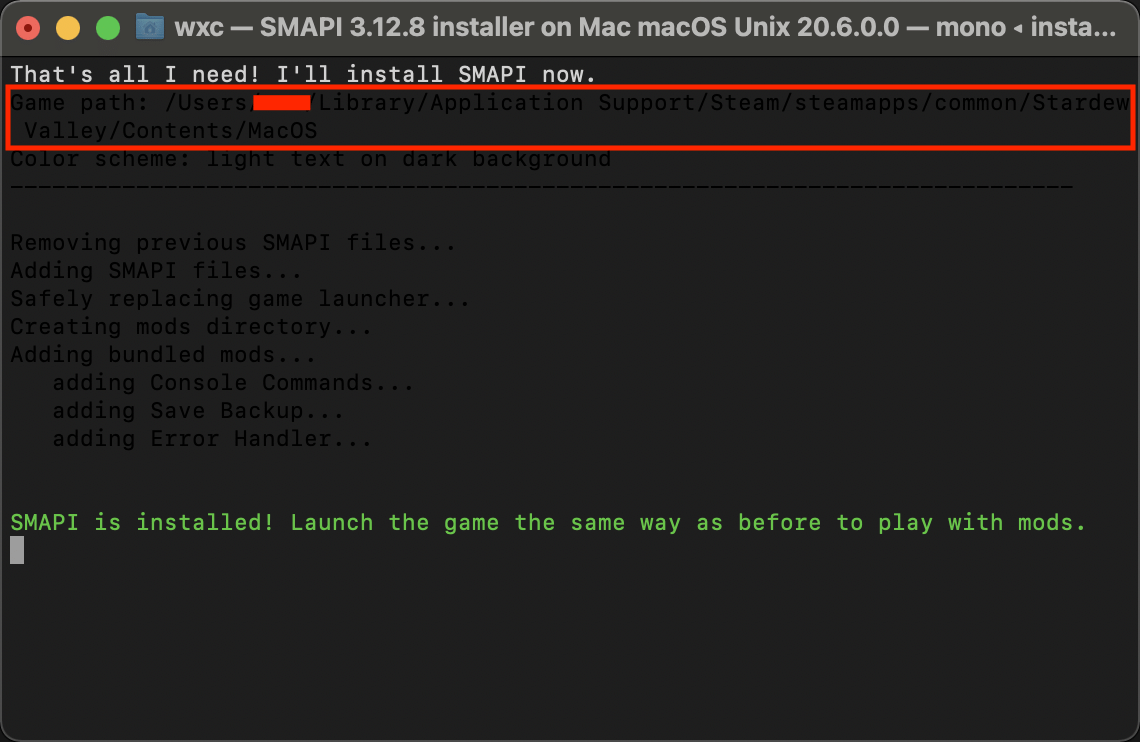 wxc — SMAPI 3.12.8 installer on Mac macOS Unix 20.6.0.0 — mono ◂ insta...
That's all I need! I'll install SMAPI now.
Game path: /Users/ /Library/Application Support/Steam/steamapps/common/Stardew
Valley/Contents/MacOS
Color scheme: light text on dark background
----------------------------------------------------------------------------
Removing previous SMAPI files...
Adding SMAPI files...
Safely replacing game launcher...
Creating mods directory...
Adding bundled mods...
adding Console Commands...
adding Save Backup...
adding Error Handler...
SMAPI is installed! Launch the game the same way as before to play with mods.